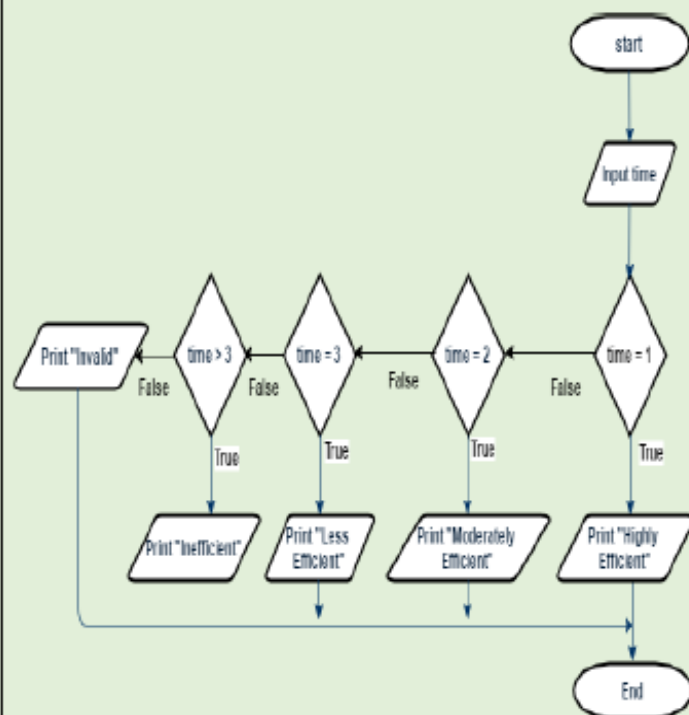 start
Input time
time = 1
False
time = 2
False
time = 3
False
time > 3
False
Print "Invalid"
True
True
True
True
Print "Inefficient"
Print "Less
Efficient"
Print "Moderately
Efficient"
Print "Highly
Efficient"
End